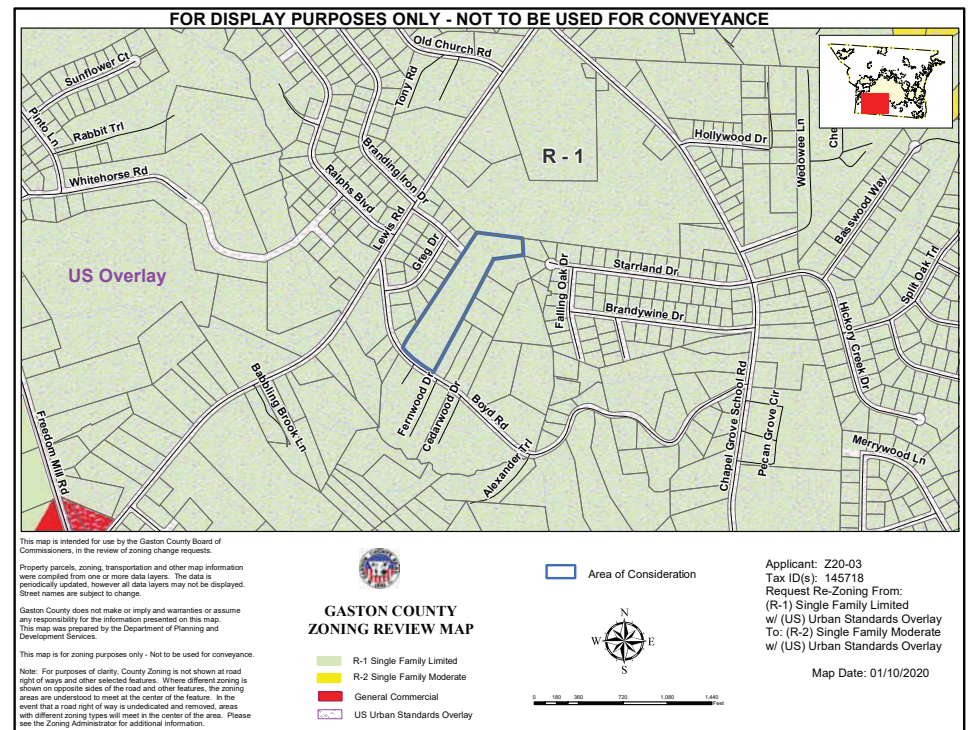 FOR DISPLAY PURPOSES ONLY - NOT TO BE USED FOR CONVEYANCE
Old Church Rd
Sunflower Ct
Tony Rd
Pinto Ln
Rabbit Trl
Hollywood Dr
Wedowee Ln
Che
Whitehorse Rd
Branding Iron Dr
R - 1
Ralphs Blvd
Lewis Rd
Basswood Way
Greg Dr
US Overlay
Starrland Dr
Split Oak Trl
Falling Oak Dr
Brandywine Dr
Hickory Creek Dr
Babbling Brook Ln
Fernwood Dr
Cedarwood Dr
Boyd Rd
Chapel Grove School Rd
Pecan Grove Cir
Freedom Mill Rd
Alexander Trl
Merrywood Ln
This map is intended for use by the Gaston County Board of
Commissioners, in the review of zoning change requests.
Property parcels, zoning, transportation and other map information
were compiled from one or more data layers. The data is
periodically updated, however all data layers may not be displayed.
Street names are subject to change.
Gaston County does not make or imply and warranties or assume
any responsibility for the information presented on this map.
This map was prepared by the Department of Planning and
Development Services.
This map is for zoning purposes only - Not to be used for conveyance.
Note: For purposes of clarity, County Zoning is not shown at road
right of ways and other selected features. Where different zoning is
shown on opposite sides of the road and other features, the zoning
areas are understood to meet at the center of the feature. In the
event that a road right of way is undedicated and removed, areas
with different zoning types will meet in the center of the area. Please
see the Zoning Administrator for additional information.
GASTON COUNTY
ZONING REVIEW MAP
R-1 Single Family Limited
R-2 Single Family Moderate
General Commercial
US Urban Standards Overlay
Area of Consideration
N
W E
S
0 180 360 720 1,080 1,440
Feet
Applicant: Z20-03
Tax ID(s): 145718
Request Re-Zoning From:
(R-1) Single Family Limited
w/ (US) Urban Standards Overlay
To: (R-2) Single Family Moderate
w/ (US) Urban Standards Overlay
Map Date: 01/10/2020